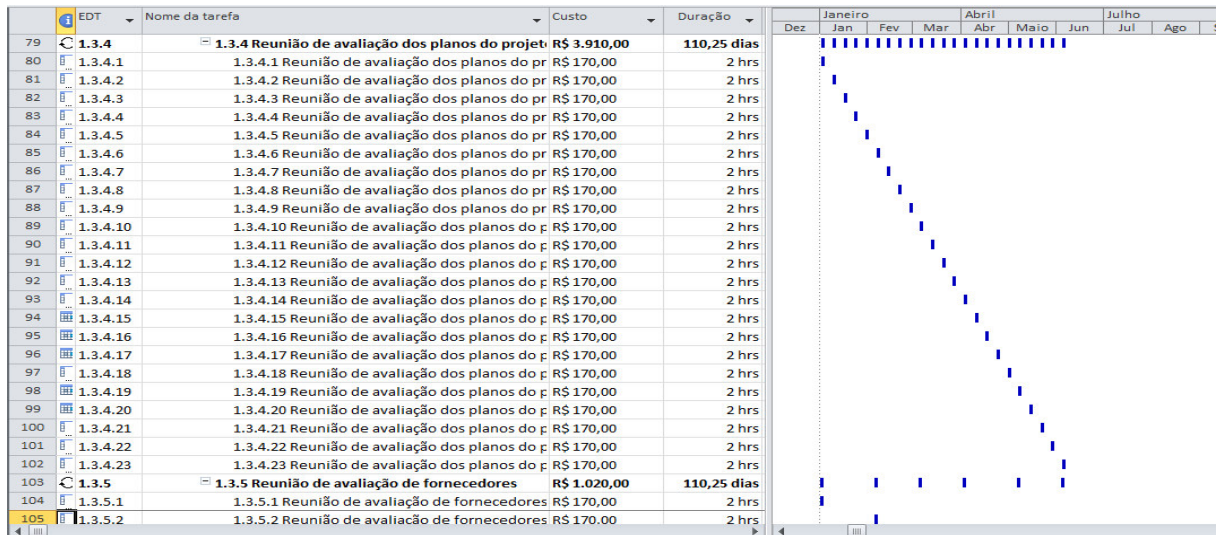 EDT Nome da tarefa Custo Duração Janeiro Abril Julho
Dez Jan Fev Mar Abr Maio Jun Jul Ago S
79 1.3.4 1.3.4 Reunião de avaliação dos planos do projet R$ 3.910,00 110,25 dias
80 1.3.4.1 1.3.4.1 Reunião de avaliação dos planos do pr R$ 170,00 2 hrs
81 1.3.4.2 1.3.4.2 Reunião de avaliação dos planos do pr R$ 170,00 2 hrs
82 1.3.4.3 1.3.4.3 Reunião de avaliação dos planos do pr R$ 170,00 2 hrs
83 1.3.4.4 1.3.4.4 Reunião de avaliação dos planos do pr R$ 170,00 2 hrs
84 1.3.4.5 1.3.4.5 Reunião de avaliação dos planos do pr R$ 170,00 2 hrs
85 1.3.4.6 1.3.4.6 Reunião de avaliação dos planos do pr R$ 170,00 2 hrs
86 1.3.4.7 1.3.4.7 Reunião de avaliação dos planos do pr R$ 170,00 2 hrs
87 1.3.4.8 1.3.4.8 Reunião de avaliação dos planos do pr R$ 170,00 2 hrs
88 1.3.4.9 1.3.4.9 Reunião de avaliação dos planos do pr R$ 170,00 2 hrs
89 1.3.4.10 1.3.4.10 Reunião de avaliação dos planos do p R$ 170,00 2 hrs
90 1.3.4.11 1.3.4.11 Reunião de avaliação dos planos do p R$ 170,00 2 hrs
91 1.3.4.12 1.3.4.12 Reunião de avaliação dos planos do p R$ 170,00 2 hrs
92 1.3.4.13 1.3.4.13 Reunião de avaliação dos planos do p R$ 170,00 2 hrs
93 1.3.4.14 1.3.4.14 Reunião de avaliação dos planos do p R$ 170,00 2 hrs
94 1.3.4.15 1.3.4.15 Reunião de avaliação dos planos do p R$ 170,00 2 hrs
95 1.3.4.16 1.3.4.16 Reunião de avaliação dos planos do p R$ 170,00 2 hrs
96 1.3.4.17 1.3.4.17 Reunião de avaliação dos planos do p R$ 170,00 2 hrs
97 1.3.4.18 1.3.4.18 Reunião de avaliação dos planos do p R$ 170,00 2 hrs
98 1.3.4.19 1.3.4.19 Reunião de avaliação dos planos do p R$ 170,00 2 hrs
99 1.3.4.20 1.3.4.20 Reunião de avaliação dos planos do p R$ 170,00 2 hrs
100 1.3.4.21 1.3.4.21 Reunião de avaliação dos planos do p R$ 170,00 2 hrs
101 1.3.4.22 1.3.4.22 Reunião de avaliação dos planos do p R$ 170,00 2 hrs
102 1.3.4.23 1.3.4.23 Reunião de avaliação dos planos do p R$ 170,00 2 hrs
103 1.3.5 1.3.5 Reunião de avaliação de fornecedores R$ 1.020,00 110,25 dias
104 1.3.5.1 1.3.5.1 Reunião de avaliação de fornecedores R$ 170,00 2 hrs
105 1.3.5.2 1.3.5.2 Reunião de avaliação de fornecedores R$ 170,00 2 hrs